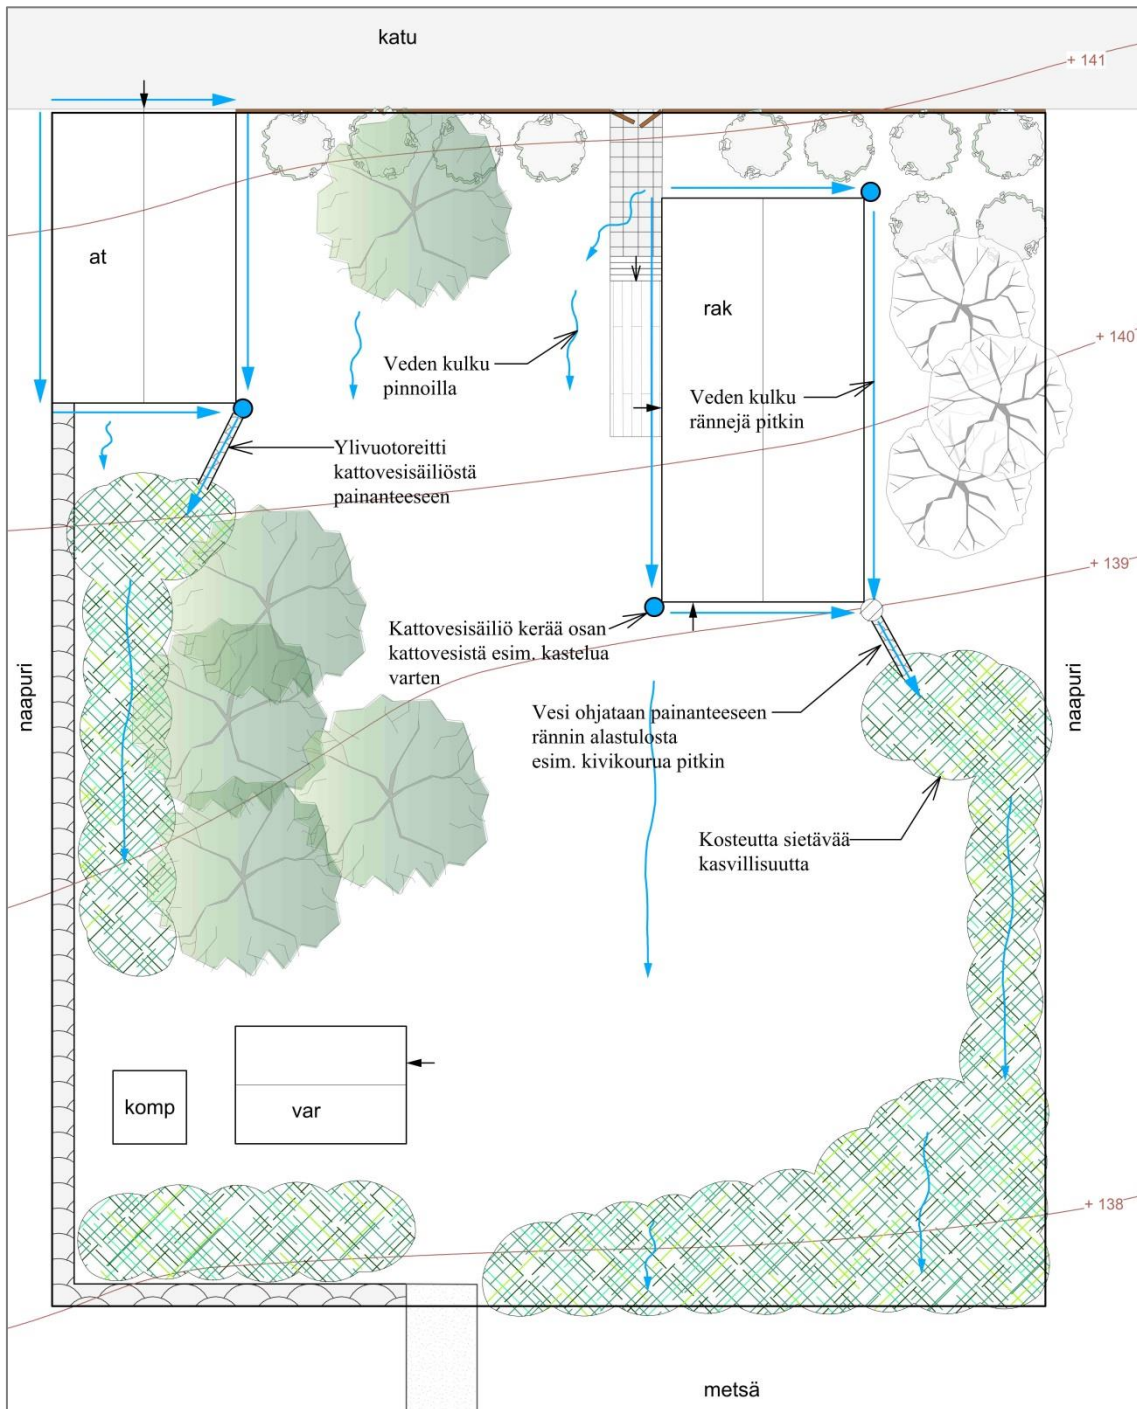 katu
+ 141
at
rak
+ 140
Veden kulku
pinnoilla
Veden kulku
rännejä pitkin
Ylivuotoreitti
kattovesisäiliöstä
painanteeseen
+ 139
Kattovesisäiliö kerää osan
kattovesistä esim. kastelua
varten
naapuri
naapuri
Vesi ohjataan painanteeseen
rännin alastulosta
esim. kivikourua pitkin
Kosteutta sietävää
kasvillisuutta
komp
var
+ 138
metsä